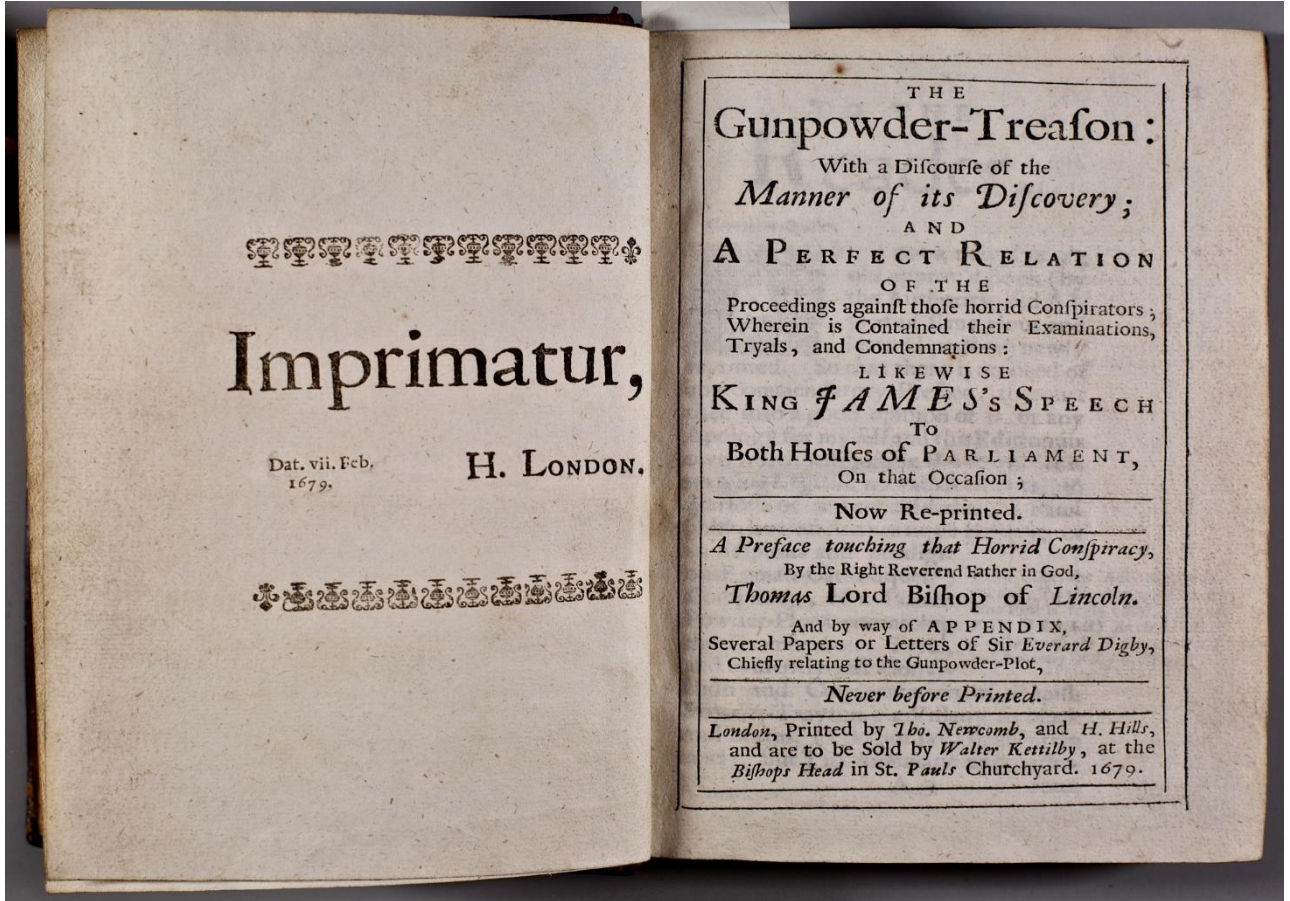 Imprimatur,
Dat. vii. Feb.
1679.
H. London.
THE
Gunpowder-Treaſon:
With a Diſcourſe of the
Manner of its Diſcovery;
AND
A PERFECT RELATION
OF THE
Proceedings againſt thoſe horrid Conſpirators;
Wherein is Contained their Examinations,
Tryals, and Condemnations:
LIKEWISE
KING JAMES's SPEECH
To
Both Houſes of PARLIAMENT,
On that Occaſion;
Now Re-printed.
A Preface touching that Horrid Conſpiracy,
By the Right Reverend Father in God,
Thomas Lord Biſhop of Lincoln.
And by way of APPENDIX,
Several Papers or Letters of Sir Everard Digby,
Chiefly relating to the Gunpowder-Plot,
Never before Printed.
London, Printed by Tho. Newcomb, and H. Hills,
and are to be Sold by Walter Kettilby, at the
Biſhops Head in St. Pauls Churchyard. 1679.